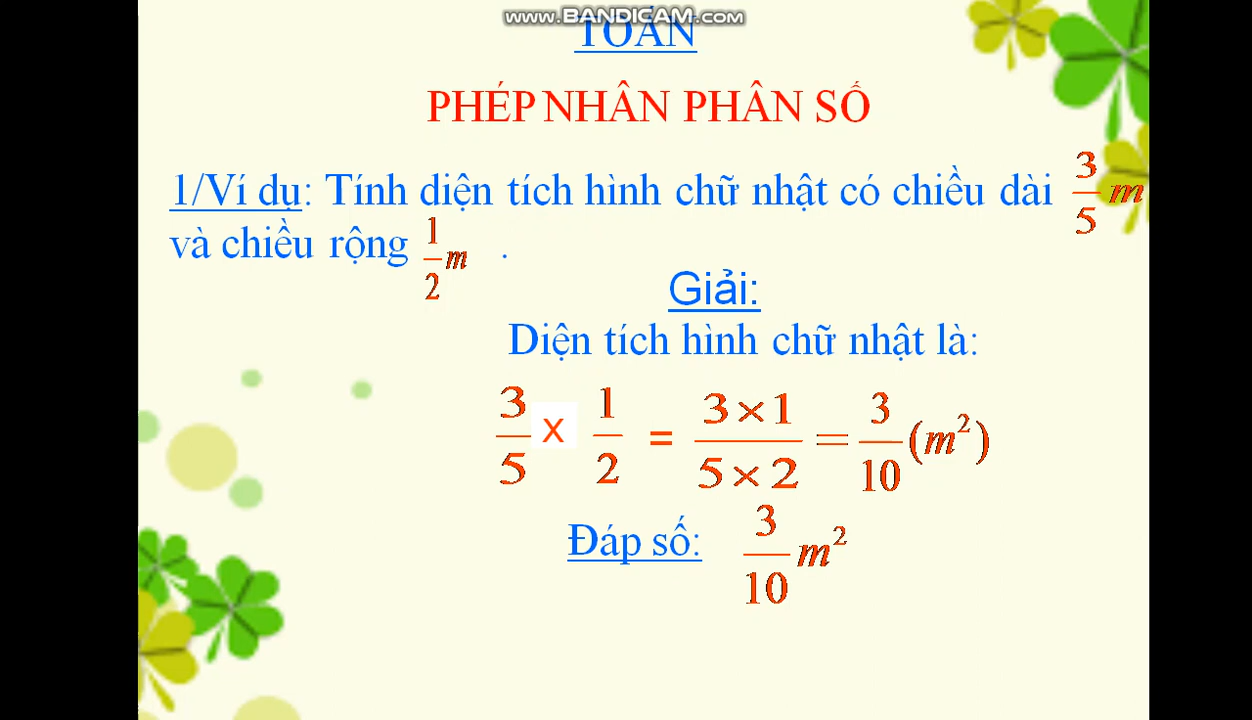 www.BANDICAM.com
TOÁN
PHÉP NHÂN PHÂN SỐ
1/Ví dụ: Tính diện tích hình chữ nhật có chiều dài 3/5 m
và chiều rộng 1/2 m .
Giải:
Diện tích hình chữ nhật là:
3/5 x 1/2 = 3×1/5×2 = 3/10 (m²)
Đáp số: 3/10 m²